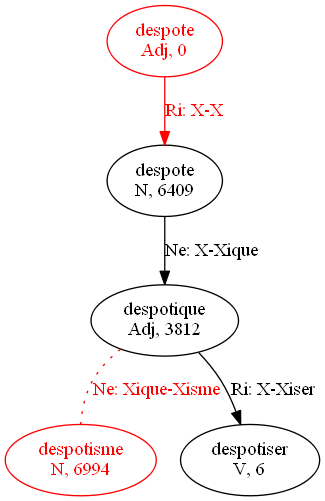 despote
Adj, 0
Ri: X-X
despote
N, 6409
Ne: X-Xique
despotique
Adj, 3812
Ne: Xique-Xisme
Ri: X-Xiser
despotisme
N, 6994
despotiser
V, 6